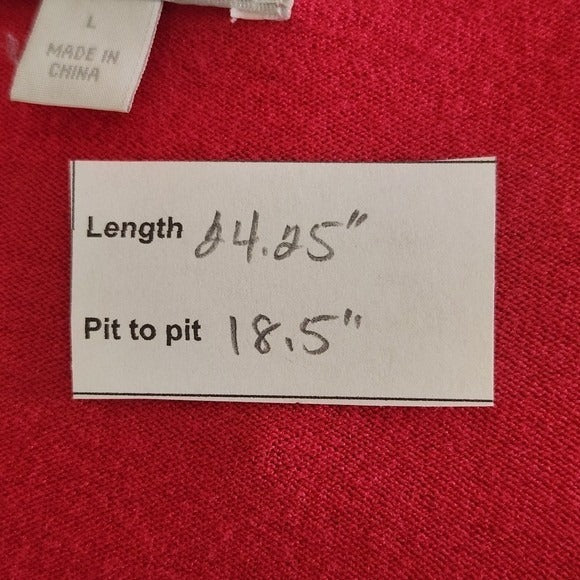 L
MADE IN
CHINA
Length 24.25"
Pit to pit 18.5"